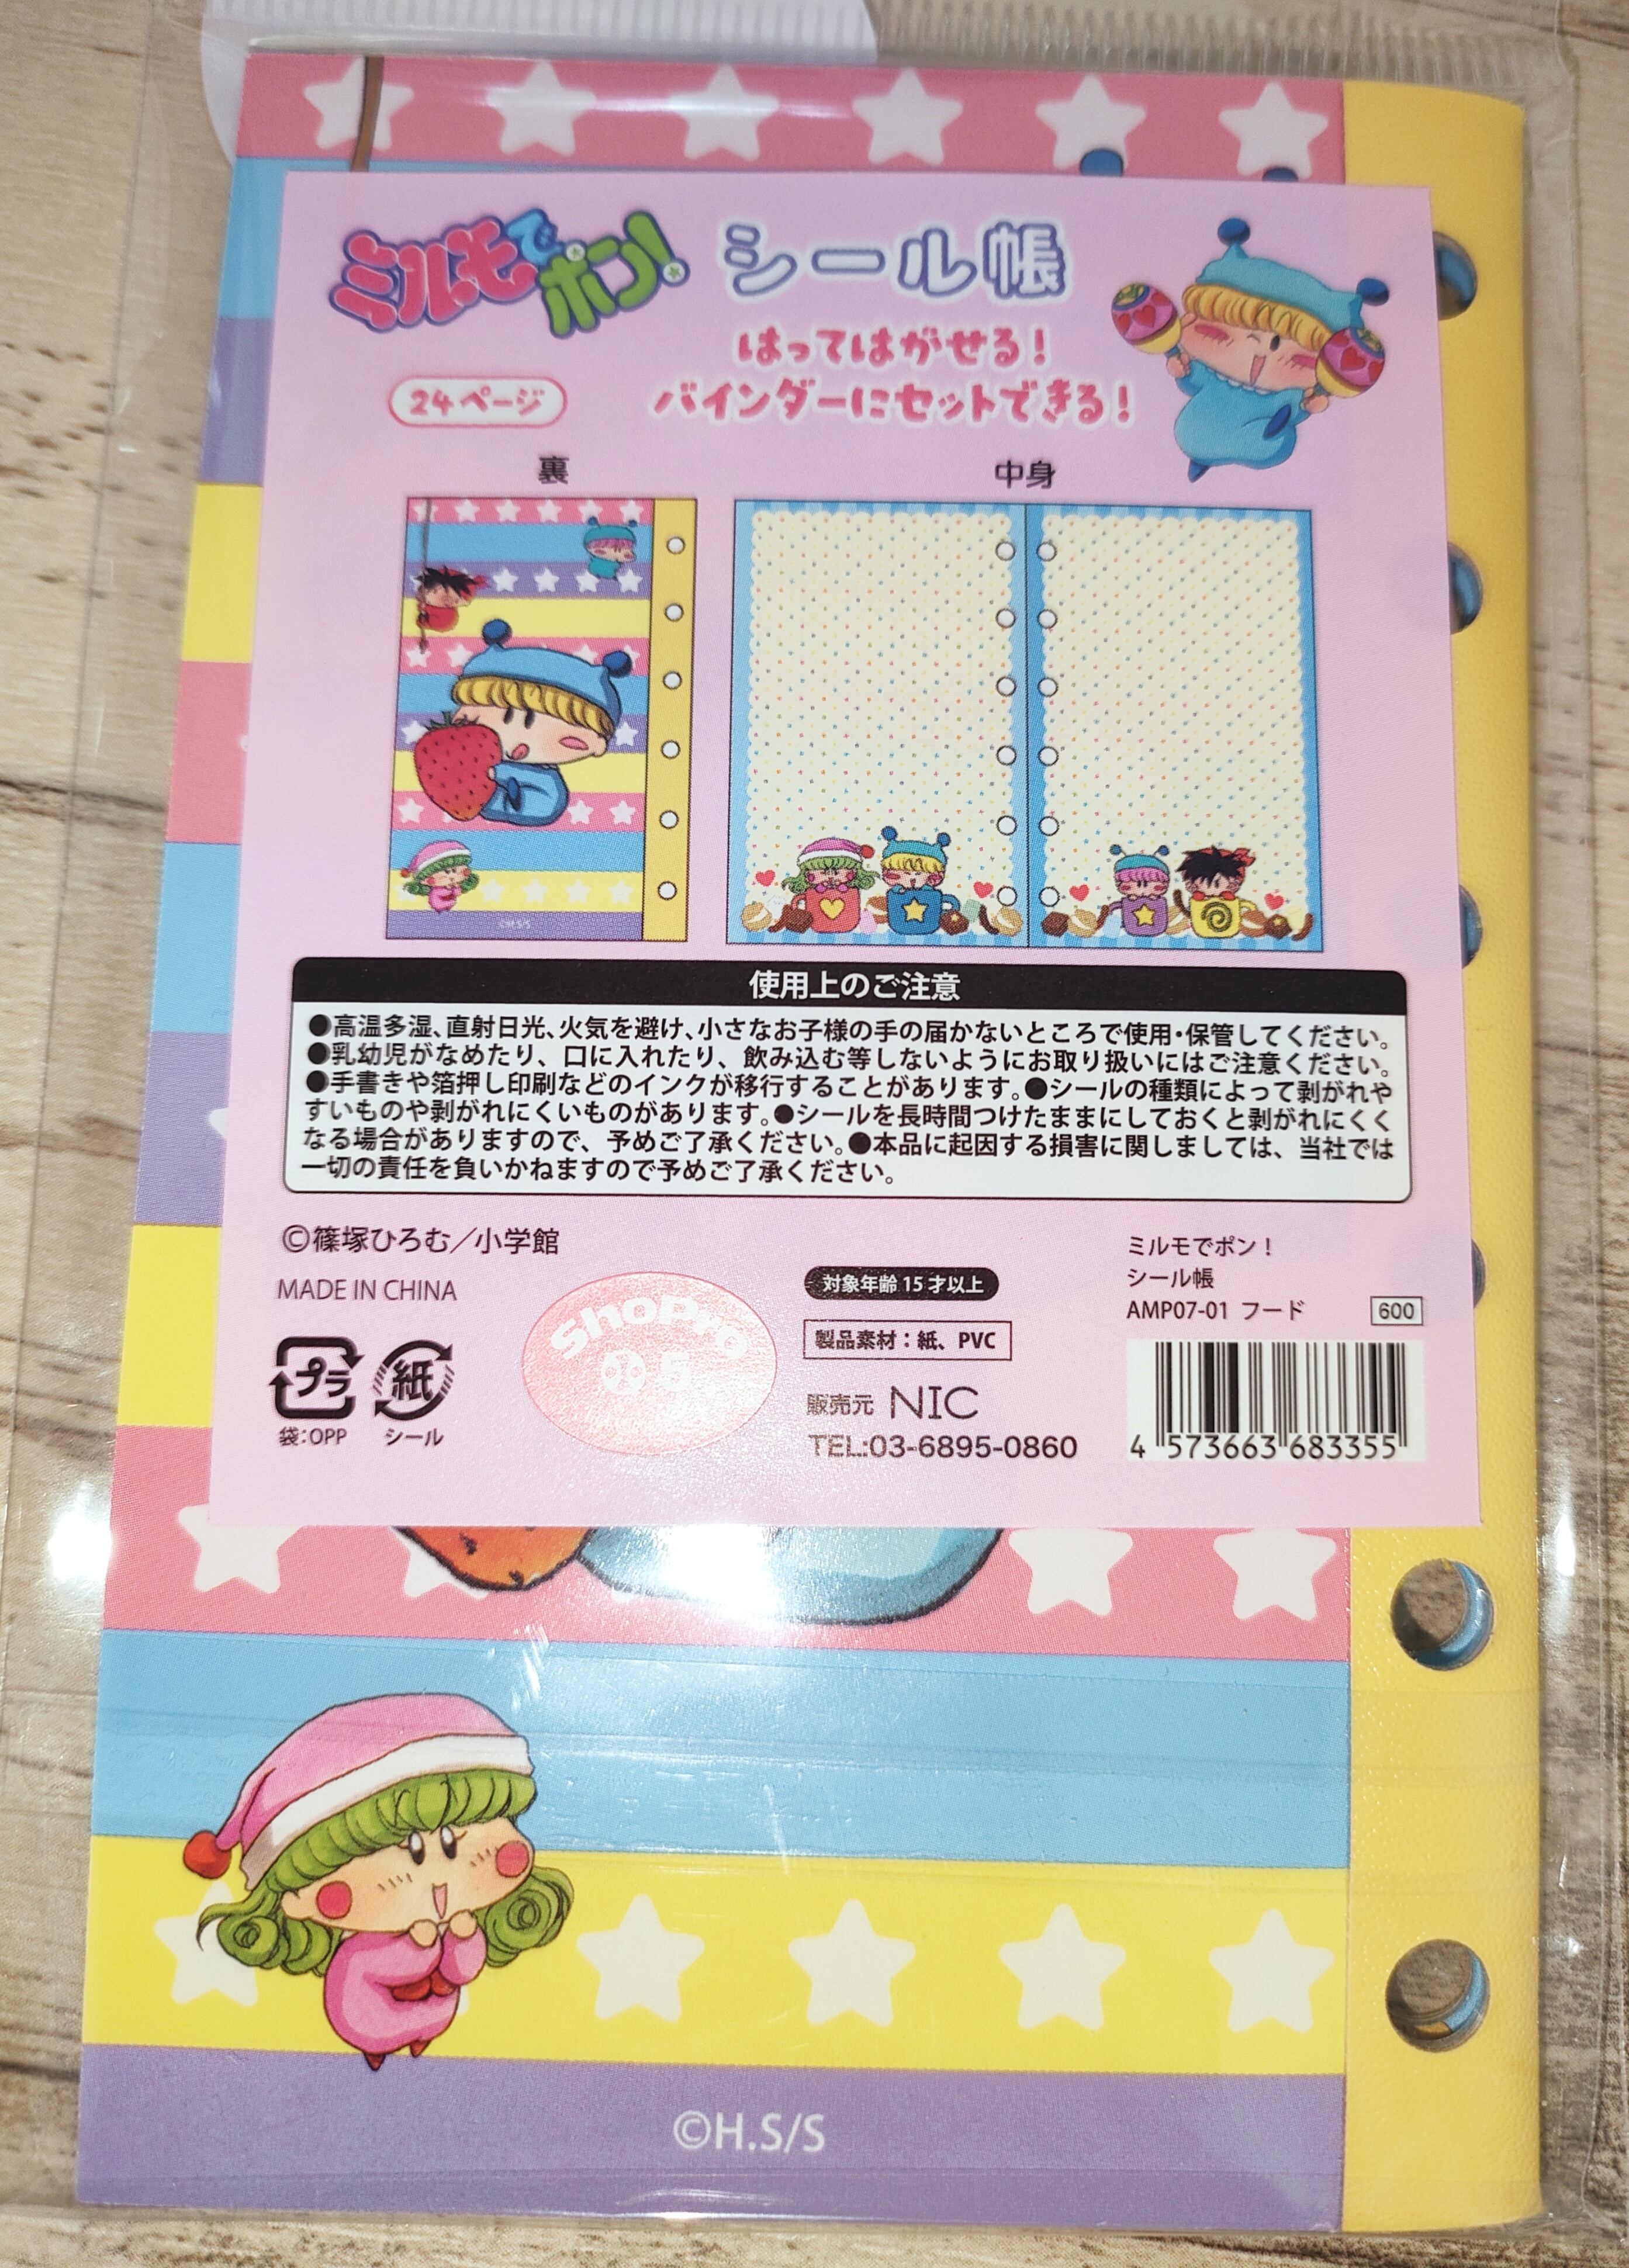 ミルモでポン！ シール帳
はってはがせる！
24ページ
バインダーにセットできる！
裏
中身
©H.S/S
使用上のご注意
●高温多湿、直射日光、火気を避け、小さなお子様の手の届かないところで使用・保管してください。
●乳幼児がなめたり、口に入れたり、飲み込む等しないようにお取り扱いにはご注意ください。
●手書きや箔押し印刷などのインクが移行することがあります。●シールの種類によって剥がれや
すいものや剥がれにくいものがあります。●シールを長時間つけたままにしておくと剥がれにくく
なる場合がありますので、予めご了承ください。●本品に起因する損害に関しましては、当社では
一切の責任を負いかねますので予めご了承ください。
©篠塚ひろむ／小学館
MADE IN CHINA
プラ
紙
袋:OPP
シール
ShoPro
対象年齢 15 才以上
製品素材：紙、PVC
販売元 NIC
TEL:03-6895-0860
ミルモでポン！
シール帳
AMP07-01 フード
600
4 573663 683355
©H.S/S